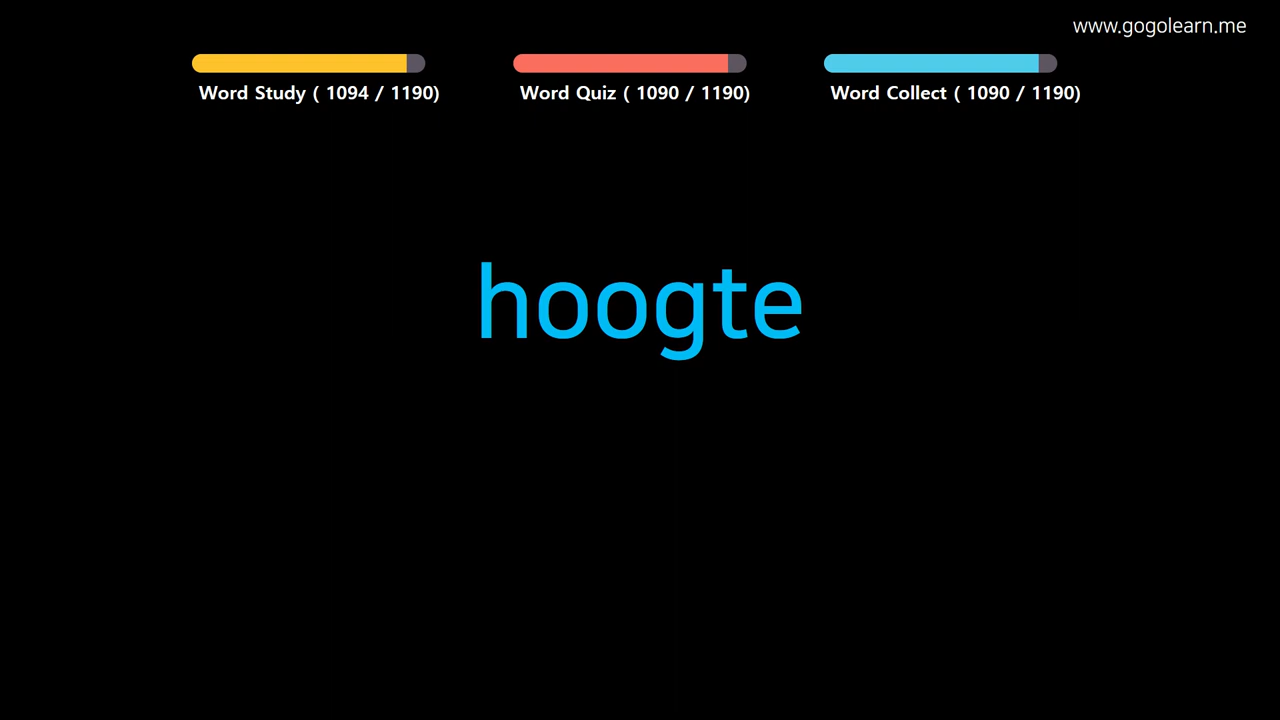 www.gogolearn.me
Word Study ( 1094 / 1190)
Word Quiz ( 1090 / 1190)
Word Collect ( 1090 / 1190)
hoogte